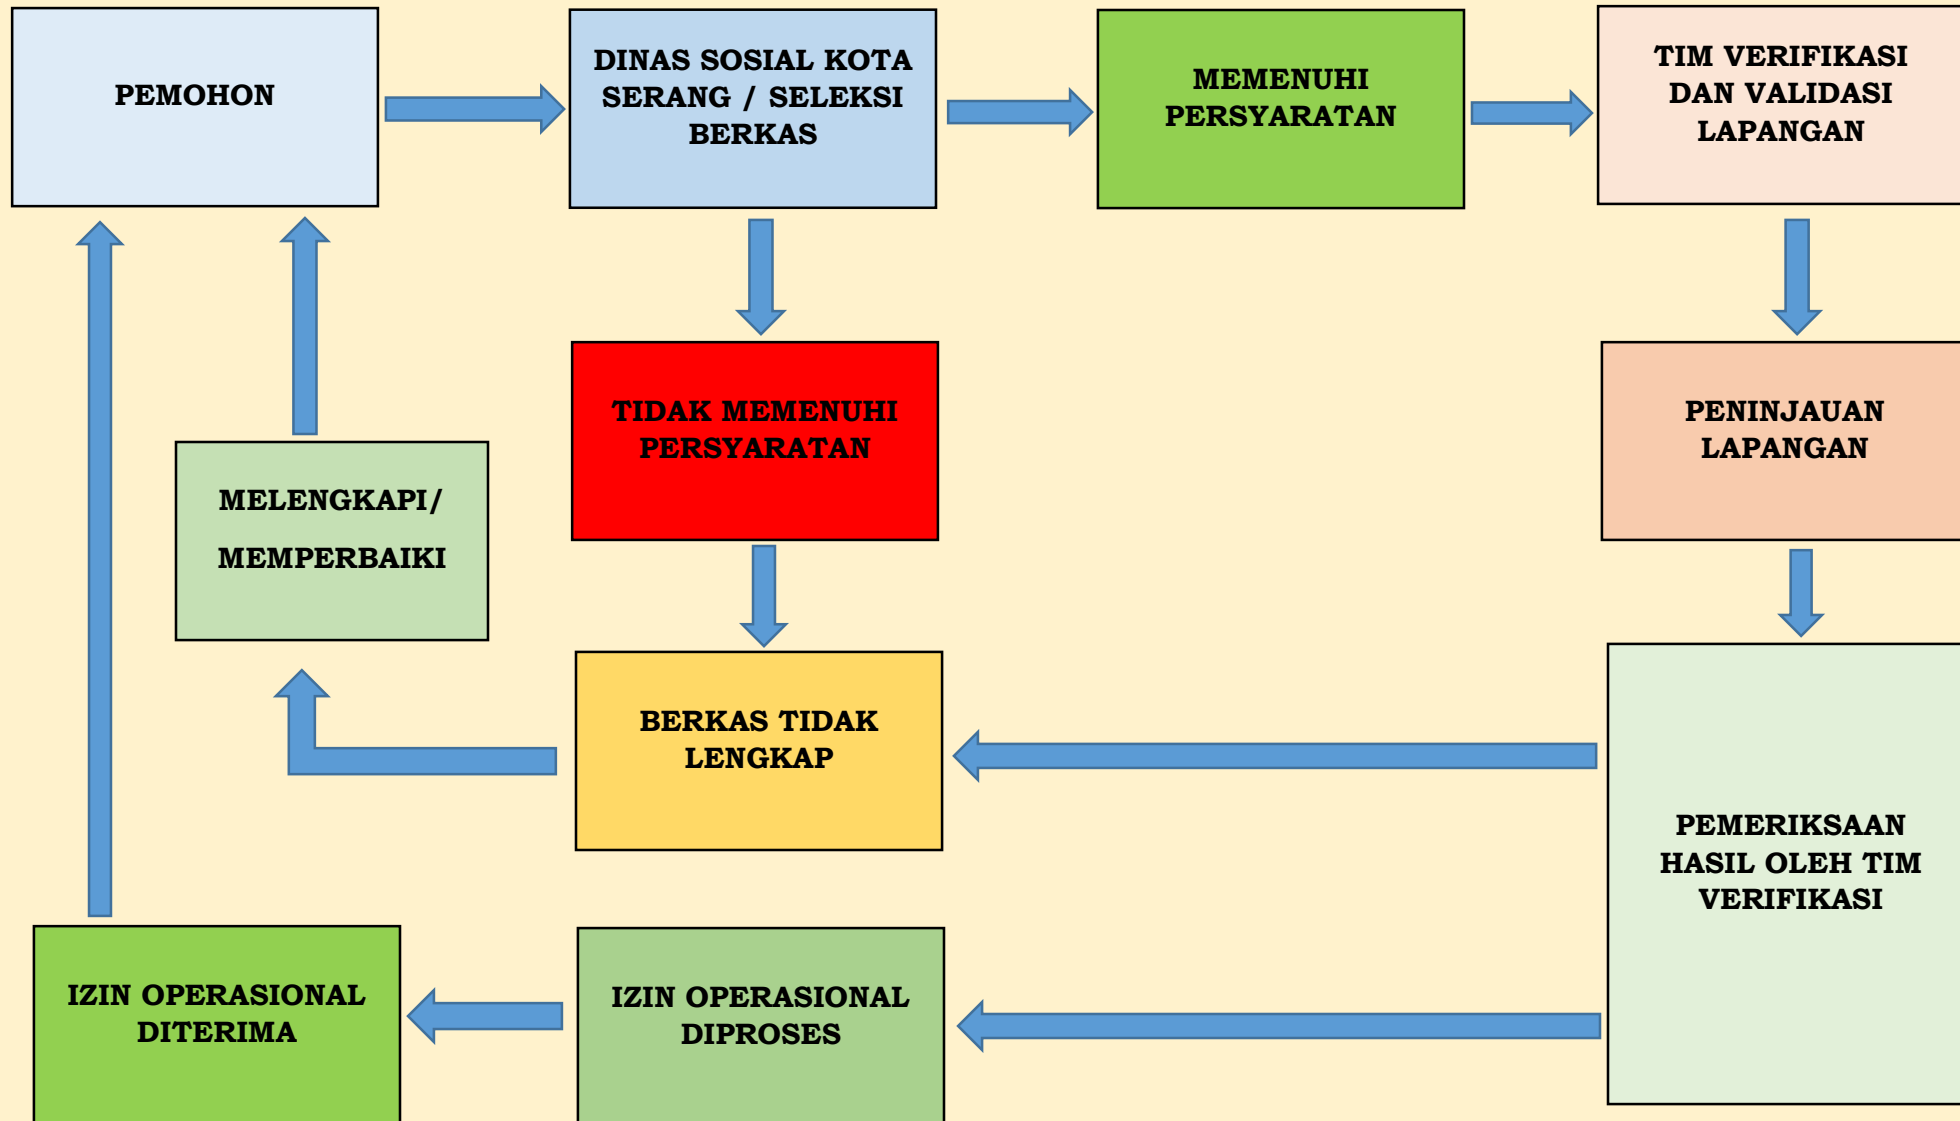 PEMOHON
DINAS SOSIAL KOTA
SERANG / SELEKSI
BERKAS
MEMENUHI
PERSYARATAN
TIM VERIFIKASI
DAN VALIDASI
LAPANGAN
TIDAK MEMENUHI
PERSYARATAN
PENINJAUAN
LAPANGAN
MELENGKAPI/
MEMPERBAIKI
BERKAS TIDAK
LENGKAP
PEMERIKSAAN
HASIL OLEH TIM
VERIFIKASI
IZIN OPERASIONAL
DITERIMA
IZIN OPERASIONAL
DIPROSES